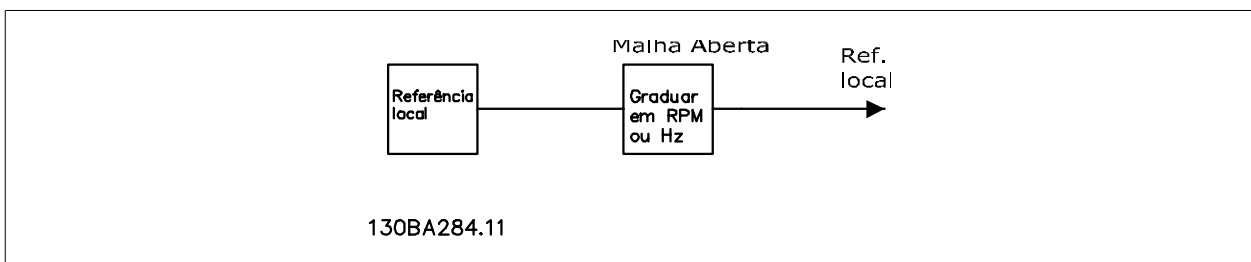 Malha Aberta
Ref.
local
Referência
local
Graduar
em RPM
ou Hz
130BA284.11